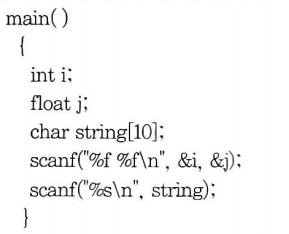 main( )
{
int i;
float j;
char string[10];
scanf("%f %f\n", &i, &j);
scanf("%s\n", string);
}